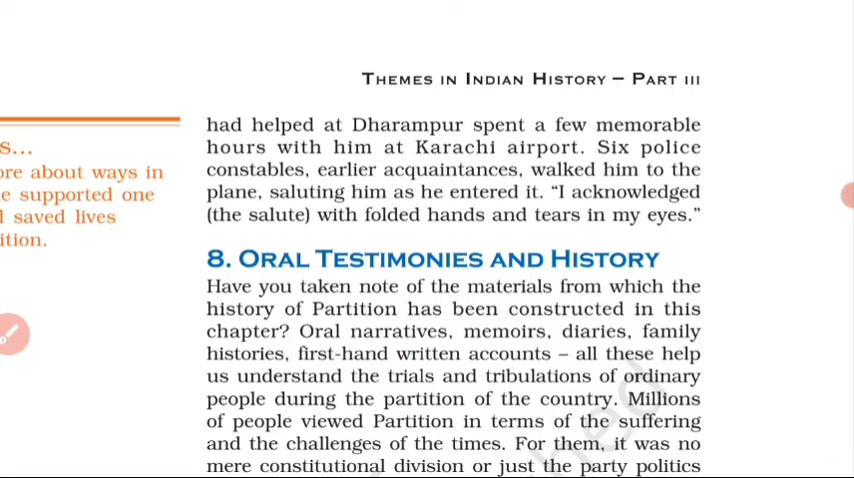 THEMES IN INDIAN HISTORY – PART III
S...
ore about ways in
e supported one
d saved lives
ition.
had helped at Dharampur spent a few memorable
hours with him at Karachi airport. Six police
constables, earlier acquaintances, walked him to the
plane, saluting him as he entered it. “I acknowledged
(the salute) with folded hands and tears in my eyes.”
8. ORAL TESTIMONIES AND HISTORY
Have you taken note of the materials from which the
history of Partition has been constructed in this
chapter? Oral narratives, memoirs, diaries, family
histories, first-hand written accounts – all these help
us understand the trials and tribulations of ordinary
people during the partition of the country. Millions
of people viewed Partition in terms of the suffering
and the challenges of the times. For them, it was no
mere constitutional division or just the party politics